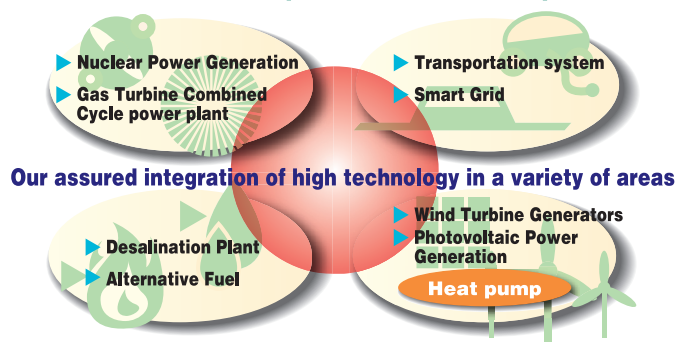 Nuclear Power Generation
Gas Turbine Combined
Cycle power plant
Transportation system
Smart Grid
Our assured integration of high technology in a variety of areas
Desalination Plant
Alternative Fuel
Wind Turbine Generators
Photovoltaic Power
Generation
Heat pump